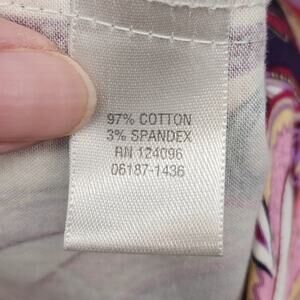 97% COTTON
3% SPANDEX
RN 124096
06187-1436